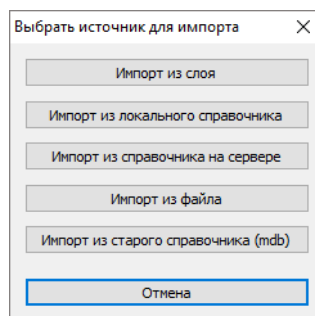 Выбрать источник для импорта
Импорт из слоя
Импорт из локального справочника
Импорт из справочника на сервере
Импорт из файла
Импорт из старого справочника (mdb)
Отмена